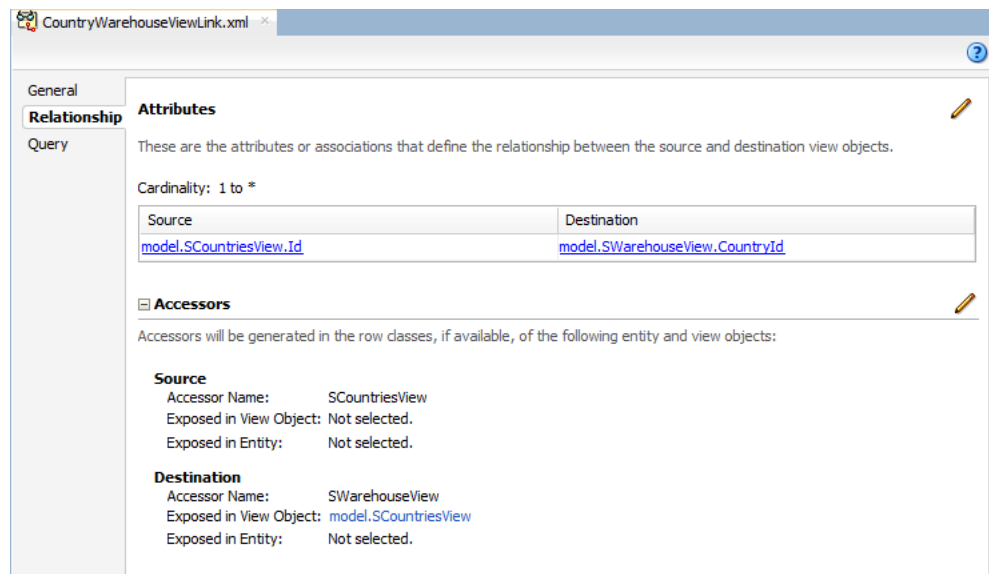 CountryWarehouseViewLink.xml ×
?
General
Relationship
Query
Attributes
These are the attributes or associations that define the relationship between the source and destination view objects.
Cardinality: 1 to *
Source Destination
model.SCountriesView.Id model.SWarehouseView.CountryId
Accessors
Accessors will be generated in the row classes, if available, of the following entity and view objects:
Source
Accessor Name: SCountriesView
Exposed in View Object: Not selected.
Exposed in Entity: Not selected.
Destination
Accessor Name: SWarehouseView
Exposed in View Object: model.SCountriesView
Exposed in Entity: Not selected.